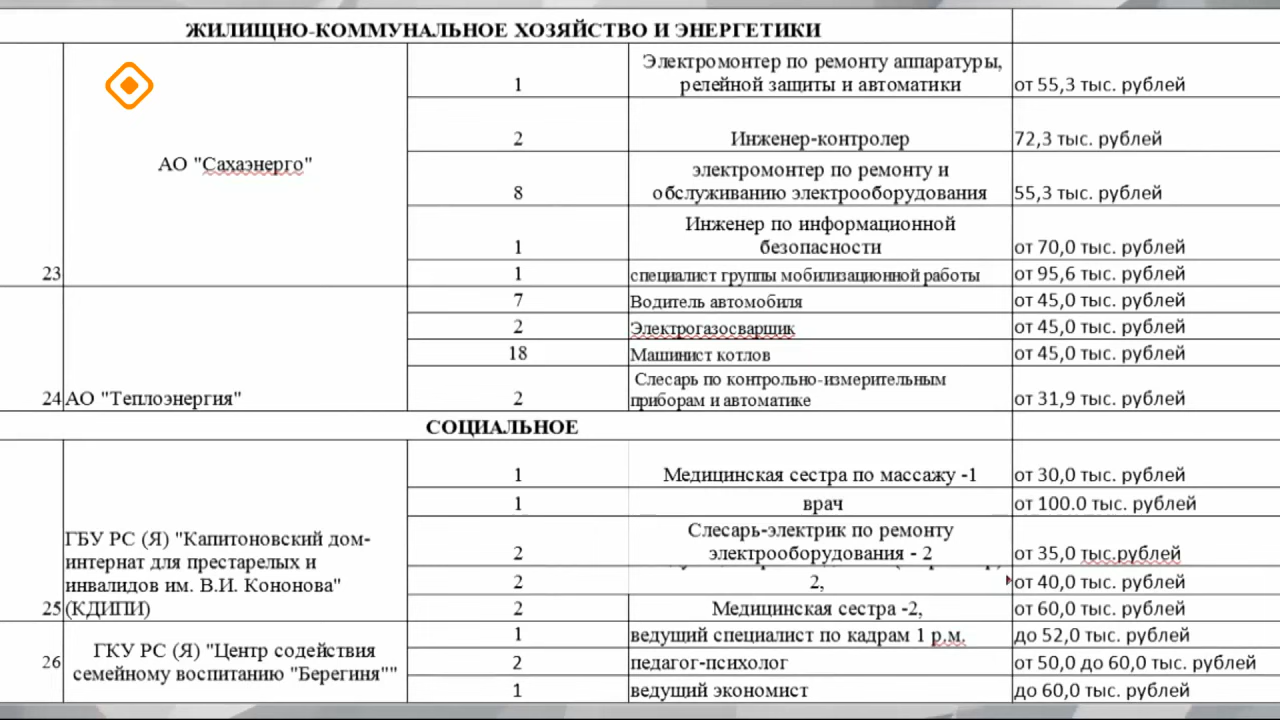 ЖИЛИЩНО-КОММУНАЛЬНОЕ ХОЗЯЙСТВО И ЭНЕРГЕТИКИ
23
АО "Сахаэнерго"
1
Электромонтер по ремонту аппаратуры,
релейной защиты и автоматики
от 55,3 тыс. рублей
2
Инженер-контролер
72,3 тыс. рублей
8
электромонтер по ремонту и
обслуживанию электрооборудования
55,3 тыс. рублей
1
Инженер по информационной
безопасности
от 70,0 тыс. рублей
1
специалист группы мобилизационной работы
от 95,6 тыс. рублей
24
АО "Теплоэнергия"
7
Водитель автомобиля
от 45,0 тыс. рублей
2
Электрогазосварщик
от 45,0 тыс. рублей
18
Машинист котлов
от 45,0 тыс. рублей
2
Слесарь по контрольно-измерительным
приборам и автоматике
от 31,9 тыс. рублей
СОЦИАЛЬНОЕ
25
ГБУ РС (Я) "Капитоновский дом-
интернат для престарелых и
инвалидов им. В.И. Кононова"
(КДИПИ)
1
Медицинская сестра по массажу -1
от 30,0 тыс. рублей
1
врач
от 100.0 тыс. рублей
2
Слесарь-электрик по ремонту
электрооборудования - 2
от 35,0 тыс.рублей
2
2,
от 40,0 тыс. рублей
2
Медицинская сестра -2,
от 60,0 тыс. рублей
26
ГКУ РС (Я) "Центр содействия
семейному воспитанию "Берегиня""
1
ведущий специалист по кадрам 1 р.м.
до 52,0 тыс. рублей
2
педагог-психолог
от 50,0 до 60,0 тыс. рублей
1
ведущий экономист
до 60,0 тыс. рублей